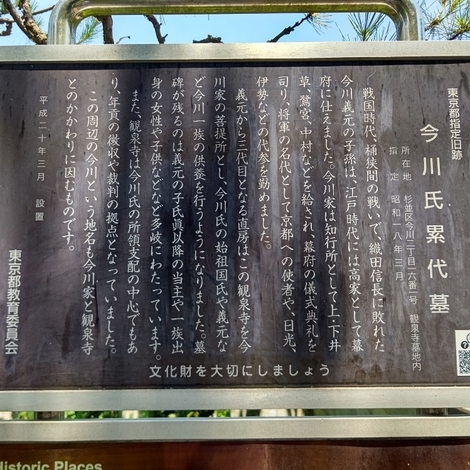 東京都指定旧跡
今川氏累代墓
所在地 杉並区今川二丁目一六番一号 観泉寺墓地内
指定 昭和一八年三月
戦国時代、桶狭間の戦いで、織田信長に敗れた
今川義元の子孫は、江戸時代には高家として幕
府に仕えました。今川家は知行所として上・下井
草、鷺宮、中村などを給され、幕府の儀式典礼を
司り、将軍の名代として京都への使者や、日光、
伊勢などの代参を勤めました。
義元から三代目となる直房はこの観泉寺を今
川家の菩提所とし、今川氏の始祖国氏や義元な
ど今川一族の供養を行うようになりました。墓
碑が残るのは義元の子氏真以降の当主や一族出
身の女性や子供などなど多岐にわたっています。
また、観泉寺は今川氏の所領支配の中心でもあ
り、年貢の徴収や裁判の拠点となっていました。
この周辺の今川という地名も今川家と観泉寺
とのかかわりに因むものです。
平成二十年三月 設置
東京都教育委員会
文化財を大切にしましょう
Historic Places